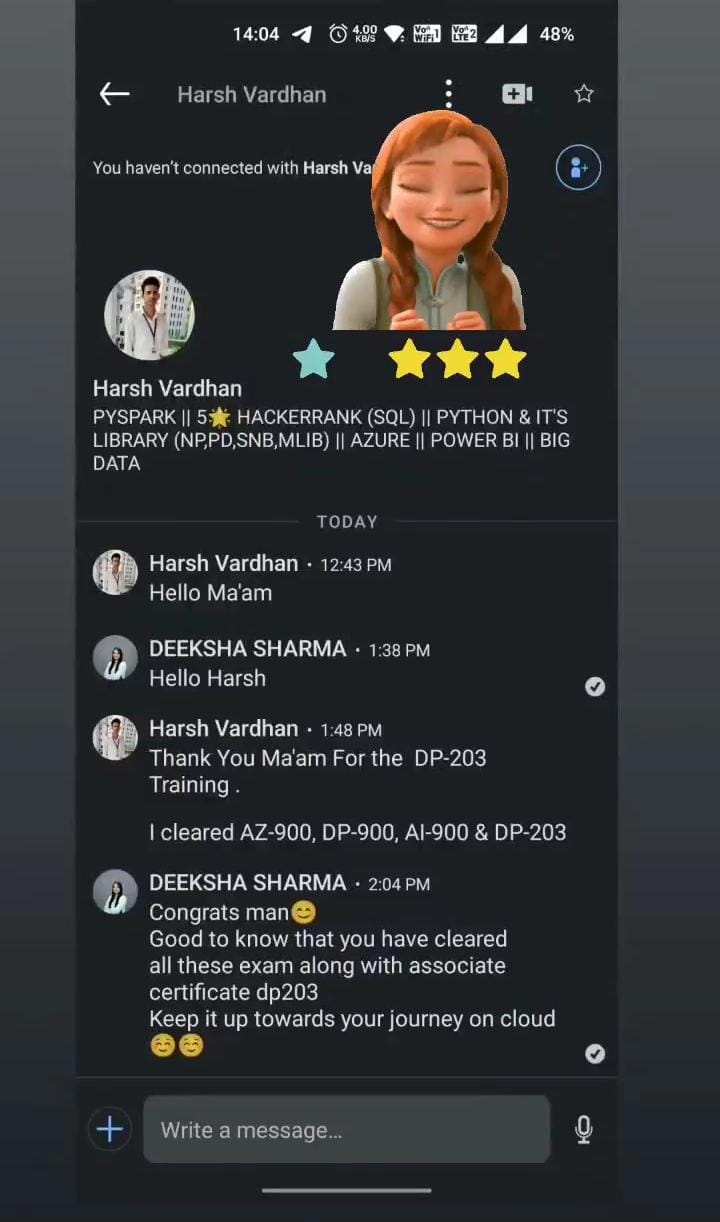 14:04 4.00 KB/S Vo WiFi1 Vo LTE2 48%
Harsh Vardhan
You haven't connected with Harsh Va
Harsh Vardhan
PYSPARK || 5🌟 HACKERRANK (SQL) || PYTHON & IT'S
LIBRARY (NP,PD,SNB,MLIB) || AZURE || POWER BI || BIG
DATA
TODAY
Harsh Vardhan • 12:43 PM
Hello Ma'am
DEEKSHA SHARMA • 1:38 PM
Hello Harsh
Harsh Vardhan • 1:48 PM
Thank You Ma'am For the DP-203
Training .
I cleared AZ-900, DP-900, AI-900 & DP-203
DEEKSHA SHARMA • 2:04 PM
Congrats man😊
Good to know that you have cleared
all these exam along with associate
certificate dp203
Keep it up towards your journey on cloud
☺️☺️
Write a message...